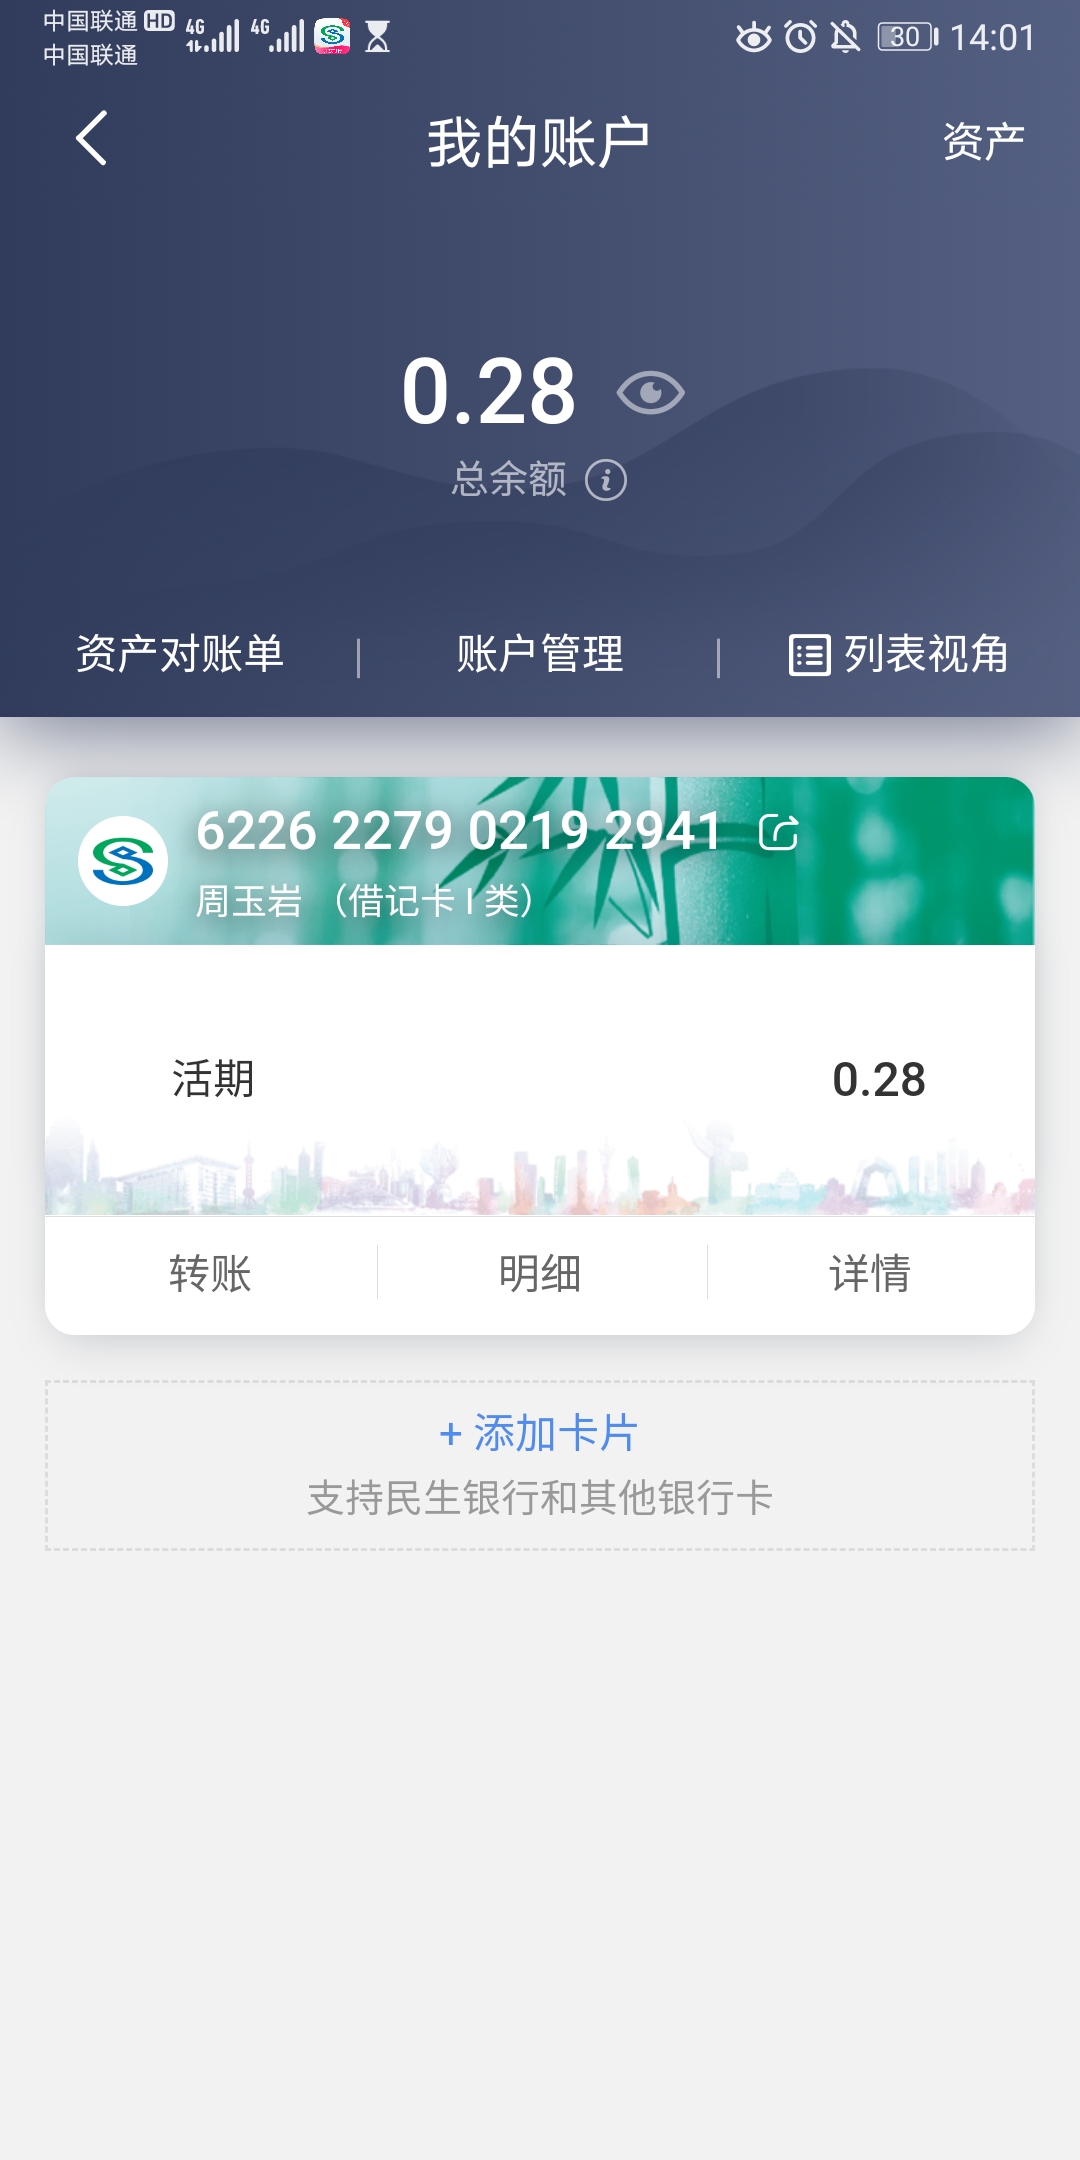 中国联通 HD 4G 4G 30 14:01
中国联通
我的账户 资产
0.28
总余额 i
资产对账单 | 账户管理 | 列表视角
6226 2279 0219 2941
周玉岩 （借记卡 I 类）
活期 0.28
转账 明细 详情
+ 添加卡片
支持民生银行和其他银行卡